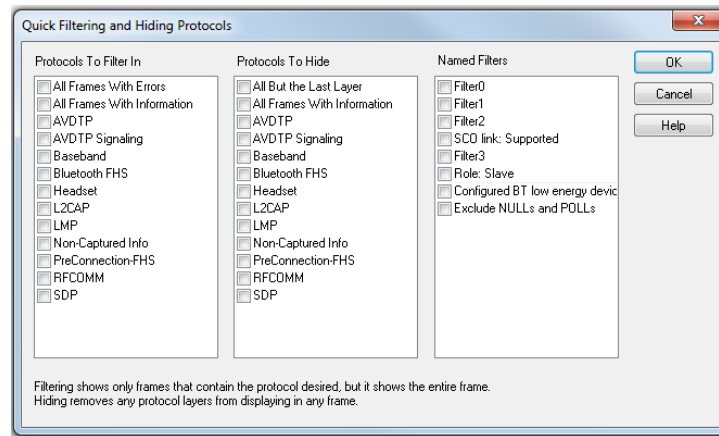 Quick Filtering and Hiding Protocols
Protocols To Filter In
All Frames With Errors
All Frames With Information
AVDTP
AVDTP Signaling
Baseband
Bluetooth FHS
Headset
L2CAP
LMP
Non-Captured Info
PreConnection-FHS
RFCOMM
SDP
Protocols To Hide
All But the Last Layer
All Frames With Information
AVDTP
AVDTP Signaling
Baseband
Bluetooth FHS
Headset
L2CAP
LMP
Non-Captured Info
PreConnection-FHS
RFCOMM
SDP
Named Filters
Filter0
Filter1
Filter2
SCO link: Supported
Filter3
Role: Slave
Configured BT low energy devic
Exclude NULLs and POLLs
OK
Cancel
Help
Filtering shows only frames that contain the protocol desired, but it shows the entire frame.
Hiding removes any protocol layers from displaying in any frame.